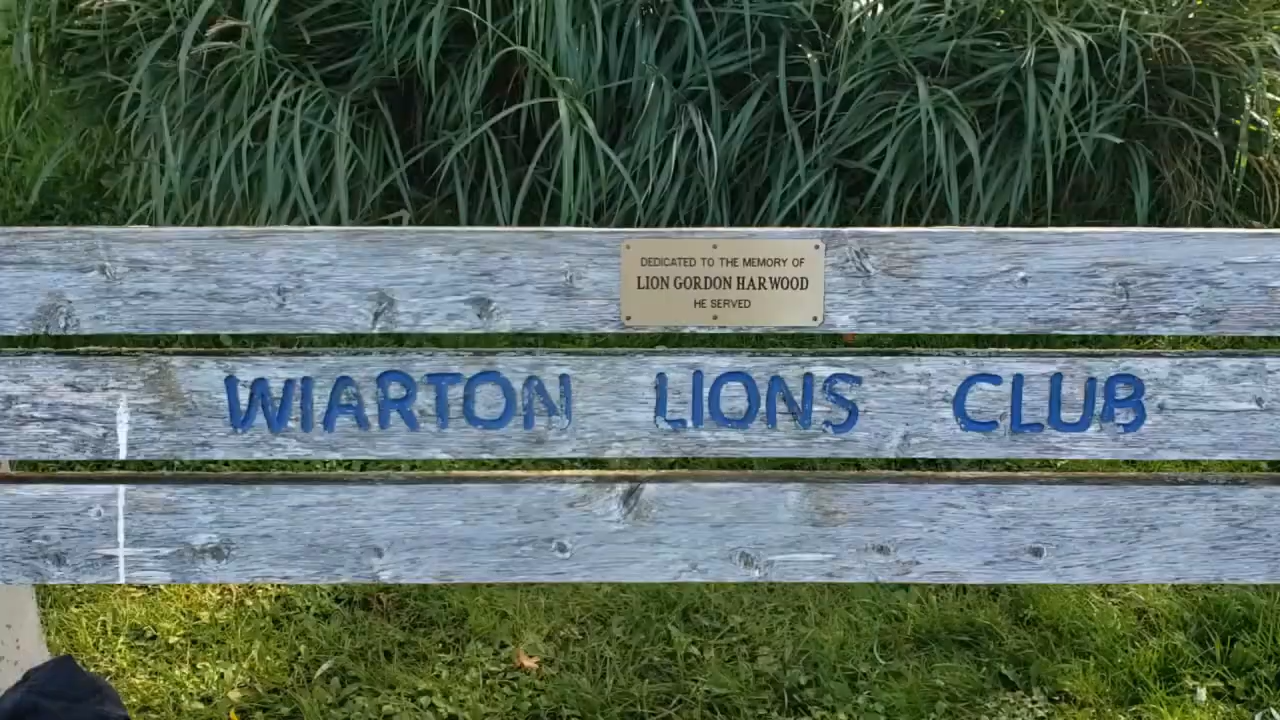 DEDICATED TO THE MEMORY OF
LION GORDON HARWOOD
HE SERVED
WIARTON LIONS CLUB